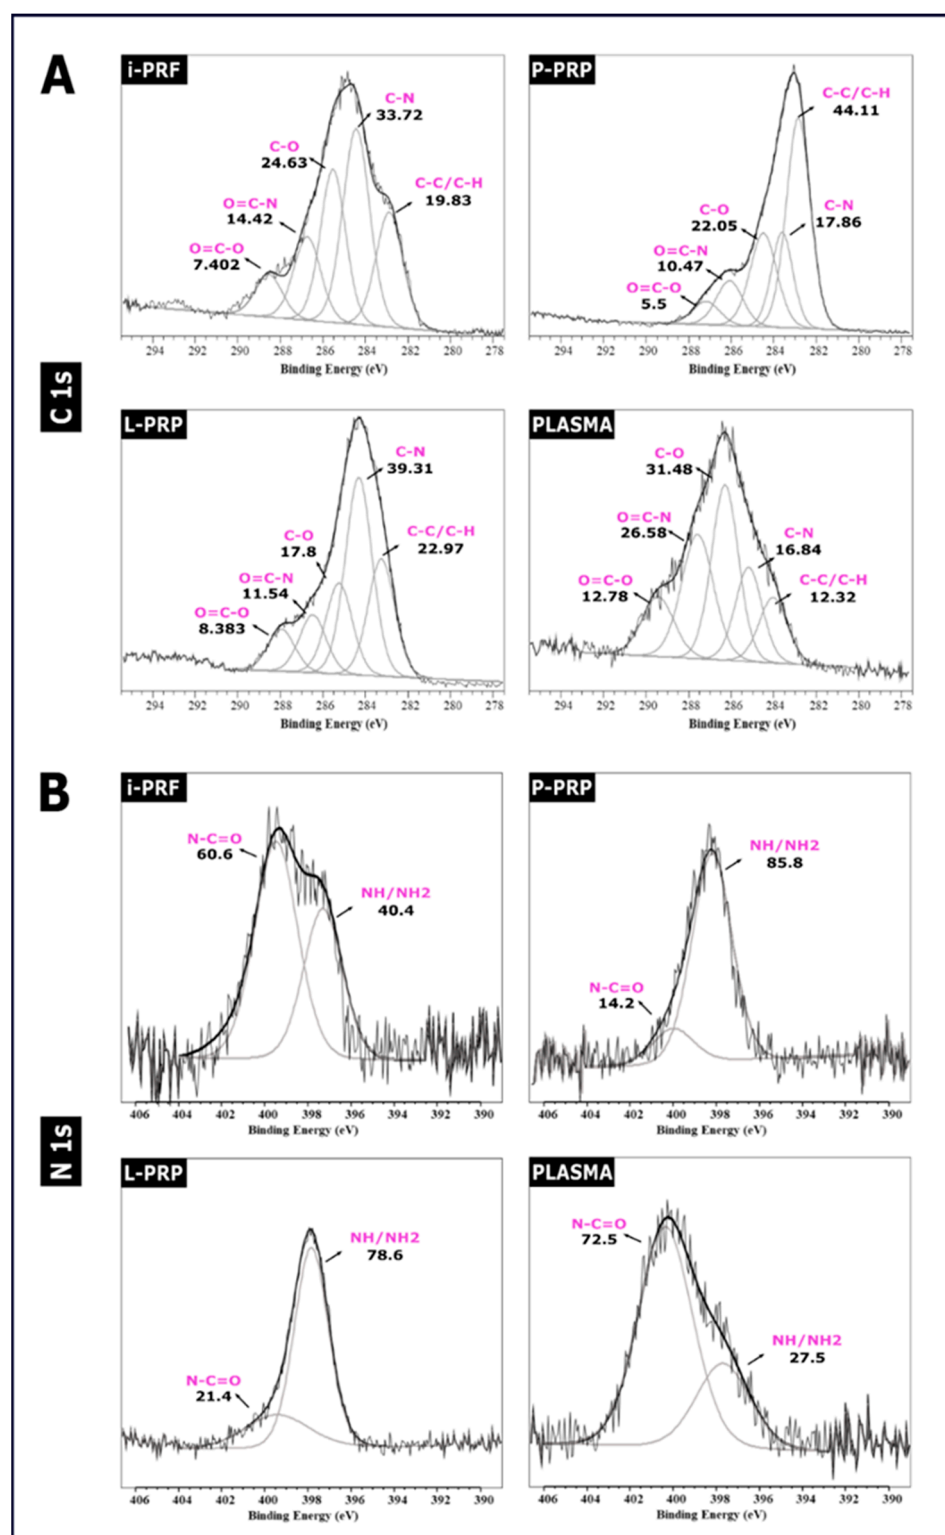 A
i-PRF
C-N
33.72
C-O
24.63
C-C/C-H
19.83
O=C-N
14.42
O=C-O
7.402
294 290 288 286 284 282 280 278
Binding Energy (eV)
P-PRP
C-C/C-H
44.11
C-N
17.86
C-O
22.05
O=C-N
10.47
O=C-O
5.5
294 290 288 286 284 282 281 278
Binding Energy (eV)
C 1s
L-PRP
C-N
39.31
C-O
17.8
C-C/C-H
22.97
O=C-N
11.54
O=C-O
8.383
294 292 290 288 286 284 282 280 278
Binding Energy (eV)
PLASMA
C-O
31.48
O=C-N
26.58
C-N
16.84
O=C-O
12.78
C-C/C-H
12.32
294 292 290 288 286 284 282 280 278
Binding Energy (eV)
B
i-PRF
N-C=O
60.6
NH/NH2
40.4
406 404 402 400 398 396 394 392 390
Binding Energy (eV)
P-PRP
NH/NH2
85.8
N-C=O
14.2
406 404 402 400 398 396 394 392 390
Binding Energy (eV)
N 1s
L-PRP
NH/NH2
78.6
N-C=O
21.4
406 404 402 400 398 396 394 392 390
Binding Energy (eV)
PLASMA
N-C=O
72.5
NH/NH2
27.5
406 404 402 400 398 396 394 392 390
Binding Energy (eV)